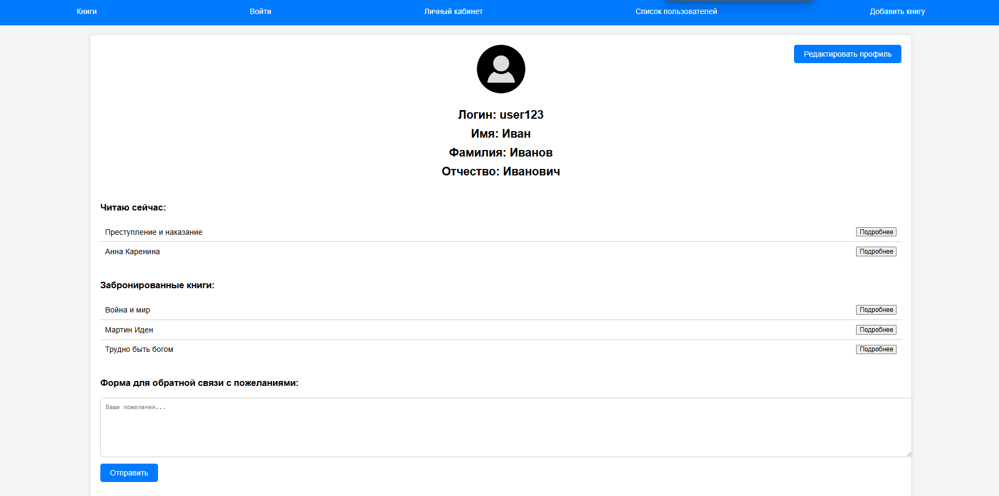 Книги Войти Личный кабинет Список пользователей Добавить книгу
Редактировать профиль
Логин: user123
Имя: Иван
Фамилия: Иванов
Отчество: Иванович
Читаю сейчас:
Преступление и наказание Подробнее
Анна Каренина Подробнее
Забронированные книги:
Война и мир Подробнее
Мартин Иден Подробнее
Трудно быть богом Подробнее
Форма для обратной связи с пожеланиями:
Ваши пожелания...
Отправить